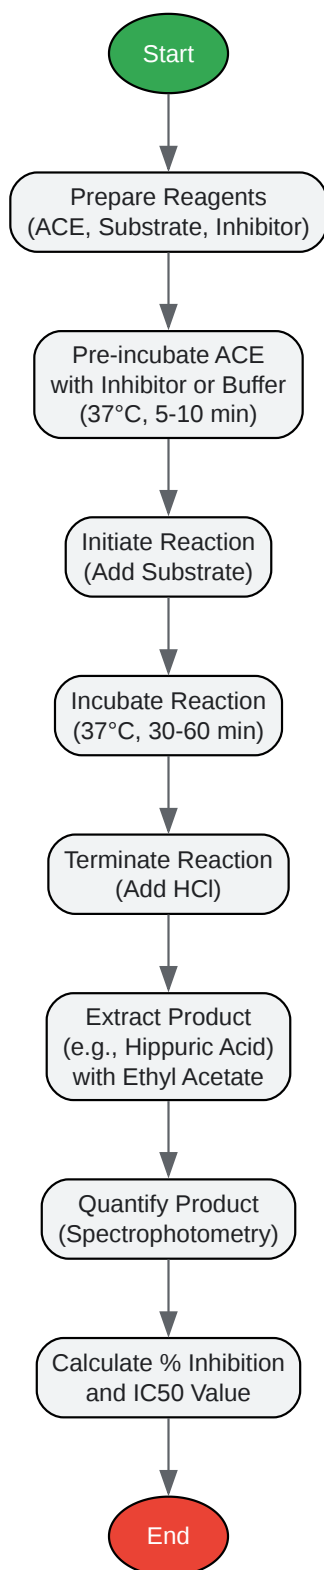 Start
Prepare Reagents
(ACE, Substrate, Inhibitor)
Pre-incubate ACE
with Inhibitor or Buffer
(37°C, 5-10 min)
Initiate Reaction
(Add Substrate)
Incubate Reaction
(37°C, 30-60 min)
Terminate Reaction
(Add HCl)
Extract Product
(e.g., Hippuric Acid)
with Ethyl Acetate
Quantify Product
(Spectrophotometry)
Calculate % Inhibition
and IC50 Value
End